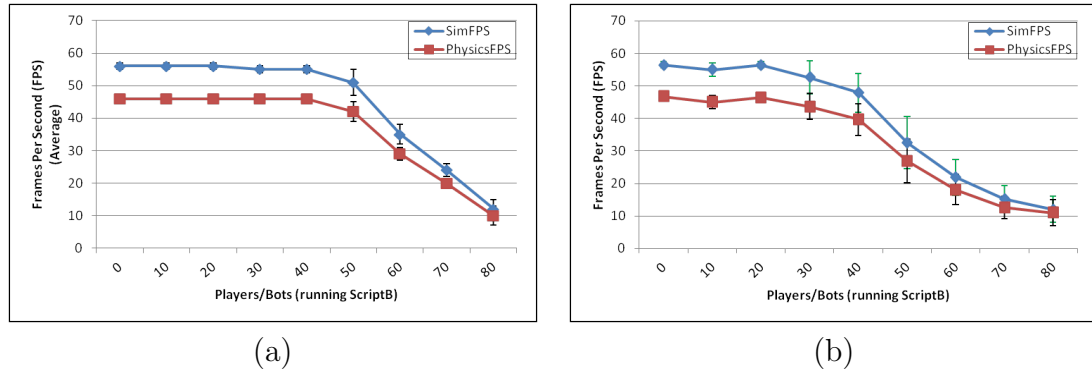 70
60
50
40
30
20
10
0
Frames Per Second (FPS)
(Average)
SimFPS
PhysicsFPS
0 10 20 30 40 50 60 70 80
Players/Bots (running ScriptB)
(a)
70
60
50
40
30
20
10
0
Frames Per Second (FPS)
SimFPS
PhysicsFPS
0 10 20 30 40 50 60 70 80
Players/Bots (running ScriptB)
(b)